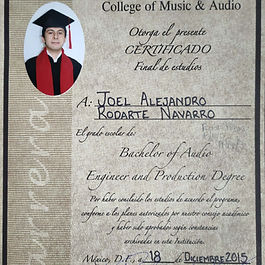 College of Music & Audio
Otorga el presente
CERTIFICADO
Final de estudios
A: JOEL ALEJANDRO
RODARTE NAVARRO
El grado escolar de:
Bachelor of Audio
Engineer and Production Degree
Por haber concluido los estudios de acuerdo al programa,
conforme a los planes autorizados por nuestro consejo académico
y haber sido aprobados según constancias
archivadas en esta Institución.
México, D.F., a 18 de DICIEMBRE 2015